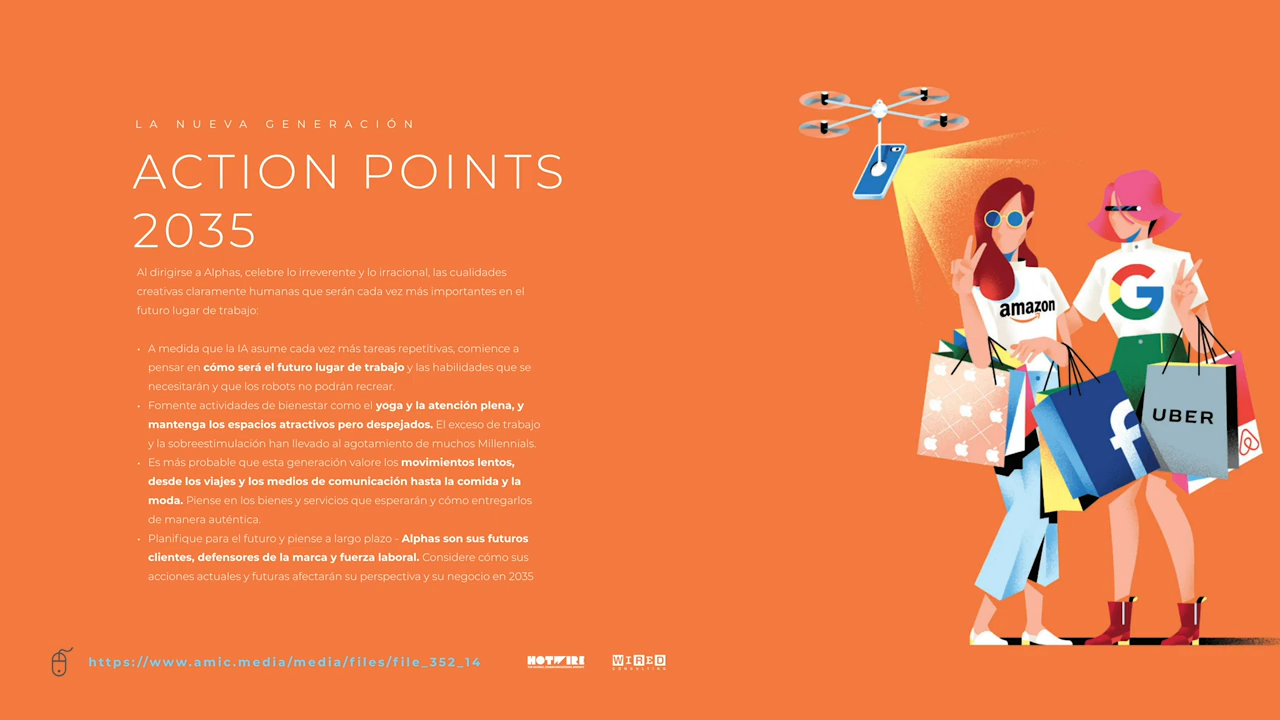 LA NUEVA GENERACIÓN
ACTION POINTS
2035
Al dirigirse a Alphas, celebre lo irreverente y lo irracional, las cualidades
creativas claramente humanas que serán cada vez más importantes en el
futuro lugar de trabajo:
• A medida que la IA asume cada vez más tareas repetitivas, comience a
pensar en cómo será el futuro lugar de trabajo y las habilidades que se
necesitarán y que los robots no podrán recrear.
• Fomente actividades de bienestar como el yoga y la atención plena, y
mantenga los espacios atractivos pero despejados. El exceso de trabajo
y la sobreestimulación han llevado al agotamiento de muchos Millennials.
• Es más probable que esta generación valore los movimientos lentos,
desde los viajes y los medios de comunicación hasta la comida y la
moda. Piense en los bienes y servicios que esperarán y cómo entregarlos
de manera auténtica.
• Planifique para el futuro y piense a largo plazo - Alphas son sus futuros
clientes, defensores de la marca y fuerza laboral. Considere cómo sus
acciones actuales y futuras afectarán su perspectiva y su negocio en 2035
amazon
G
f
UBER
https://www.amic.media/media/files/file_352_14
HOTWIRE
WIRED
CONSULTING